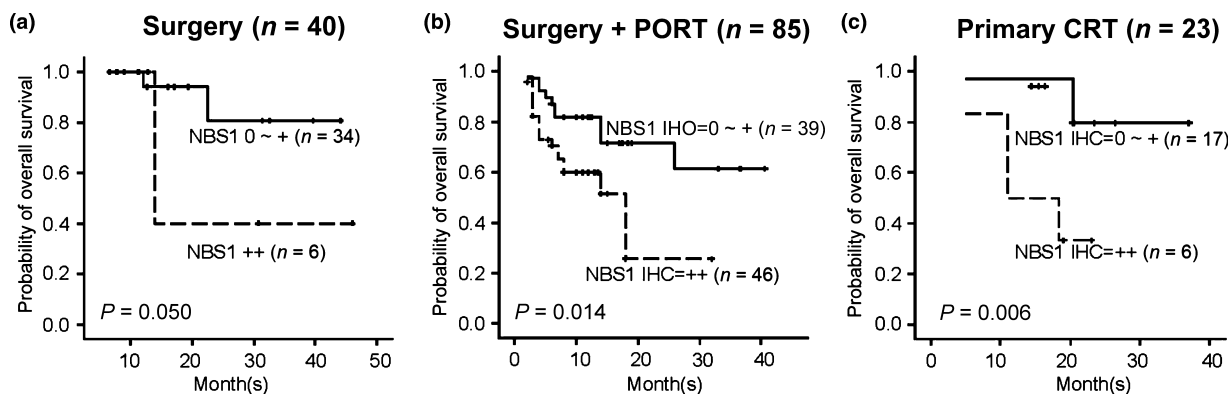 (a) Surgery (n = 40)
Probability of overall survival
1.0
0.8
0.6
0.4
0.2
0.0
NBS1 0 ~ + (n = 34)
NBS1 ++ (n = 6)
P = 0.050
10 20 30 40 50
Month(s)
(b) Surgery + PORT (n = 85)
Probability of overall survival
1.0
0.8
0.6
0.4
0.2
0.0
NBS1 IHO=0 ~ + (n = 39)
NBS1 IHC=++ (n = 46)
P = 0.014
0 10 20 30 40
Month(s)
(c) Primary CRT (n = 23)
Probability of overall survival
1.0
0.8
0.6
0.4
0.2
0.0
NBS1 IHC=0 ~ + (n = 17)
NBS1 IHC=++ (n = 6)
P = 0.006
0 10 20 30 40
Month(s)